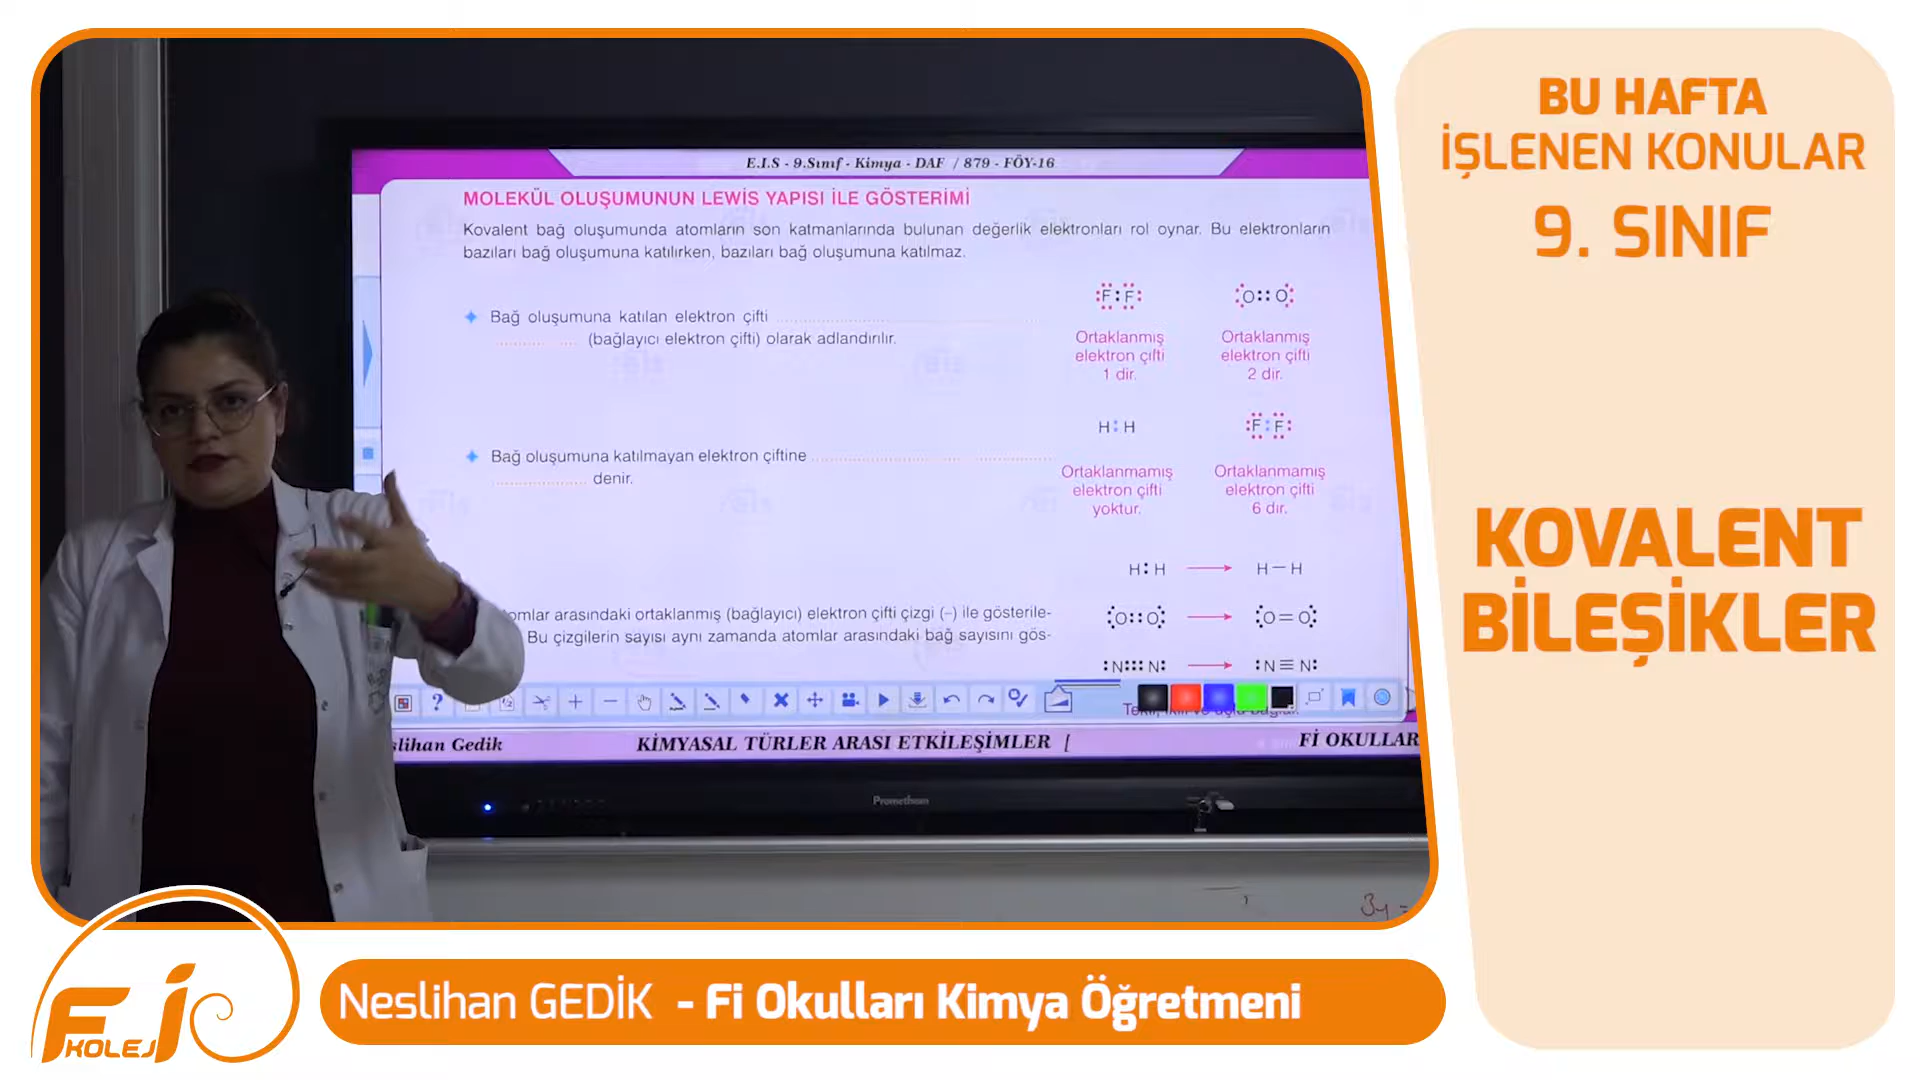 BU HAFTA
İŞLENEN KONULAR
9. SINIF
KOVALENT
BİLEŞİKLER
E.I.S - 9.Sınıf - Kimya - DAF / 879 - FÖY-16
MOLEKÜL OLUŞUMUNUN LEWİS YAPISI İLE GÖSTERİMİ
Kovalent bağ oluşumunda atomların son katmanlarında bulunan değerlik elektronları rol oynar. Bu elektronların
bazıları bağ oluşumuna katılırken, bazıları bağ oluşumuna katılmaz.
Bağ oluşumuna katılan elektron çifti
(bağlayıcı elektron çifti) olarak adlandırılır.
F : F
O :: O
Ortaklanmış
elektron çifti
1 dir.
Ortaklanmış
elektron çifti
2 dir.
Bağ oluşumuna katılmayan elektron çiftine
denir.
H : H
F : F
Ortaklanmamış
elektron çifti
yoktur.
Ortaklanmamış
elektron çifti
6 dır.
H : H → H – H
O :: O → O = O
:N ::: N: → :N ≡ N:
arasındaki ortaklanmış (bağlayıcı) elektron çifti çizgi (–) ile gösterile-
Bu çizgilerin sayısı aynı zamanda atomlar arasındaki bağ sayısını gös-
Gedik
KİMYASAL TÜRLER ARASI ETKİLEŞİMLER [
Fİ OKULLAR
Promethean
3y =
Fi
KOLEJ
Neslihan GEDİK - Fi Okulları Kimya Öğretmeni